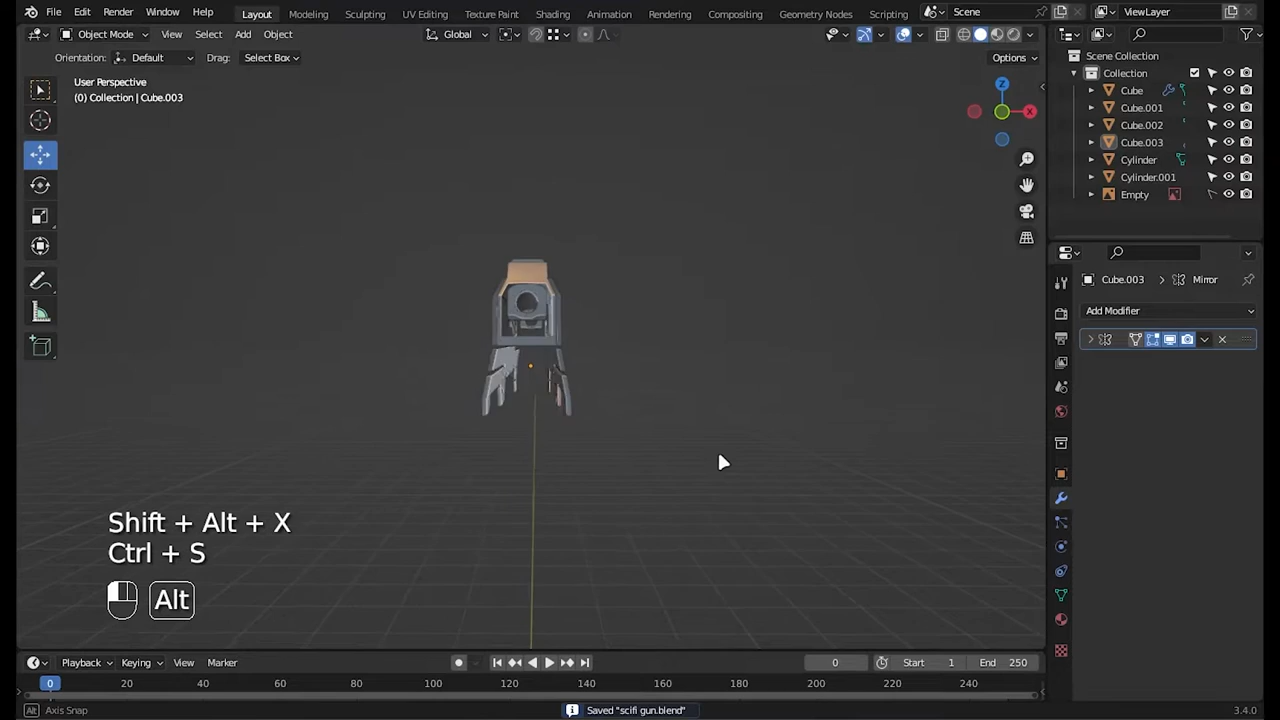 File Edit Render Window Help Layout Modeling Sculpting UV Editing Texture Paint Shading Animation Rendering Compositing Geometry Nodes Scripting Scene ViewLayer
Object Mode View Select Add Object Global
Orientation: Default Drag: Select Box Options
Scene Collection
Collection
User Perspective
(0) Collection | Cube.003
Cube
Cube.001
Cube.002
Cube.003
Cylinder
Cylinder.001
Empty
Z
X
Cube.003 > Mirror
Add Modifier
Shift + Alt + X
Ctrl + S
Alt
Playback Keying View Marker 0 Start 1 End 250
0 20 40 60 80 100 120 140 160 180 200 220 240
Alt Axis Snap Saved "scifi gun.blend" 3.4.0